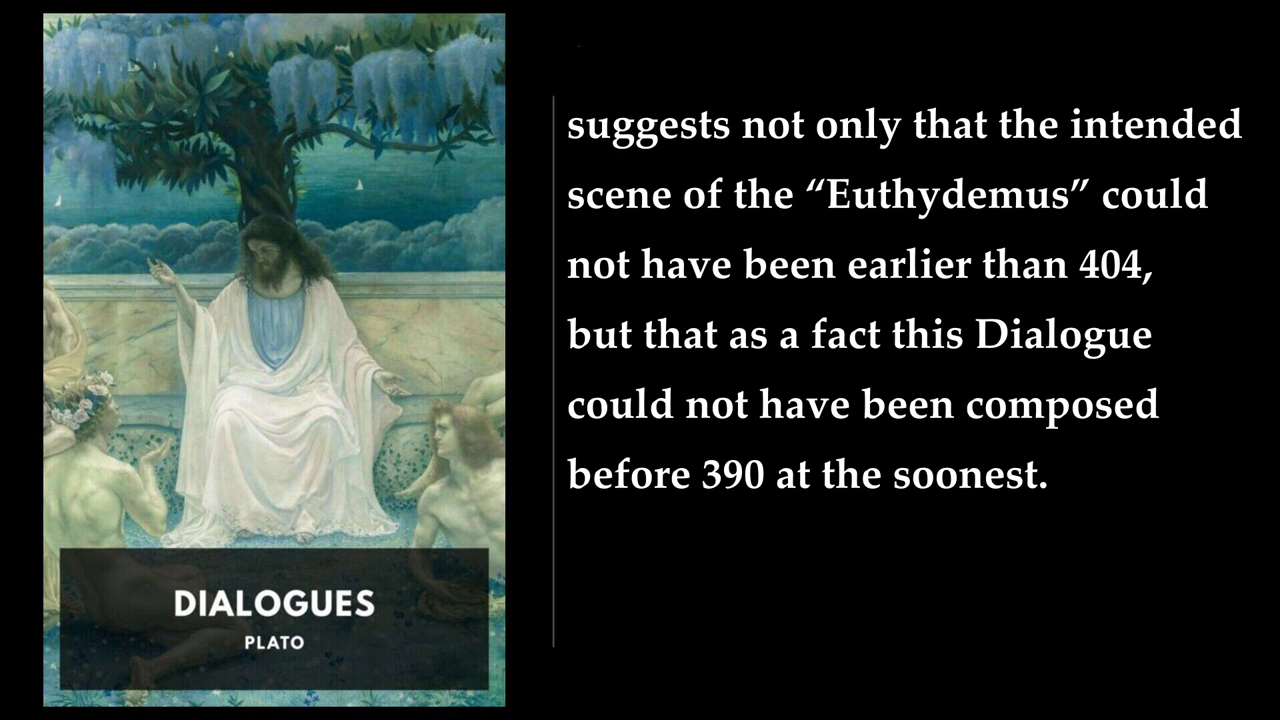 suggests not only that the intended
scene of the “Euthydemus” could
not have been earlier than 404,
but that as a fact this Dialogue
could not have been composed
before 390 at the soonest.
DIALOGUES
PLATO